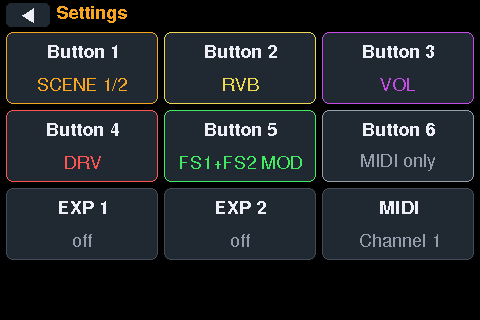 Settings
Button 1
SCENE 1/2
Button 2
RVB
Button 3
VOL
Button 4
DRV
Button 5
FS1+FS2 MOD
Button 6
MIDI only
EXP 1
off
EXP 2
off
MIDI
Channel 1